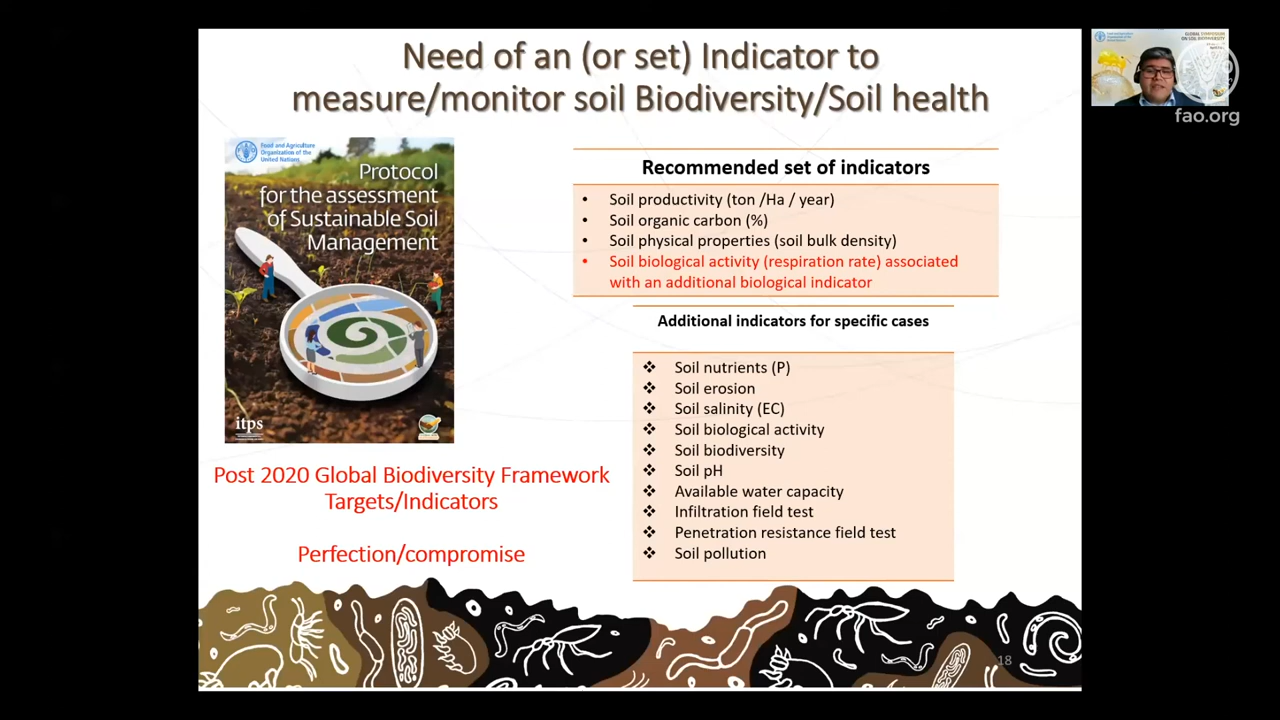 Need of an (or set) Indicator to
measure/monitor soil Biodiversity/Soil health
Food and Agriculture
Organization of the
United Nations
Protocol
for the assessment
of Sustainable Soil
Management
itps
Post 2020 Global Biodiversity Framework
Targets/Indicators
Perfection/compromise
Recommended set of indicators
• Soil productivity (ton /Ha / year)
• Soil organic carbon (%)
• Soil physical properties (soil bulk density)
• Soil biological activity (respiration rate) associated
with an additional biological indicator
Additional indicators for specific cases
❖ Soil nutrients (P)
❖ Soil erosion
❖ Soil salinity (EC)
❖ Soil biological activity
❖ Soil biodiversity
❖ Soil pH
❖ Available water capacity
❖ Infiltration field test
❖ Penetration resistance field test
❖ Soil pollution
18
GLOBAL SYMPOSIUM
ON SOIL BIODIVERSITY
fao.org